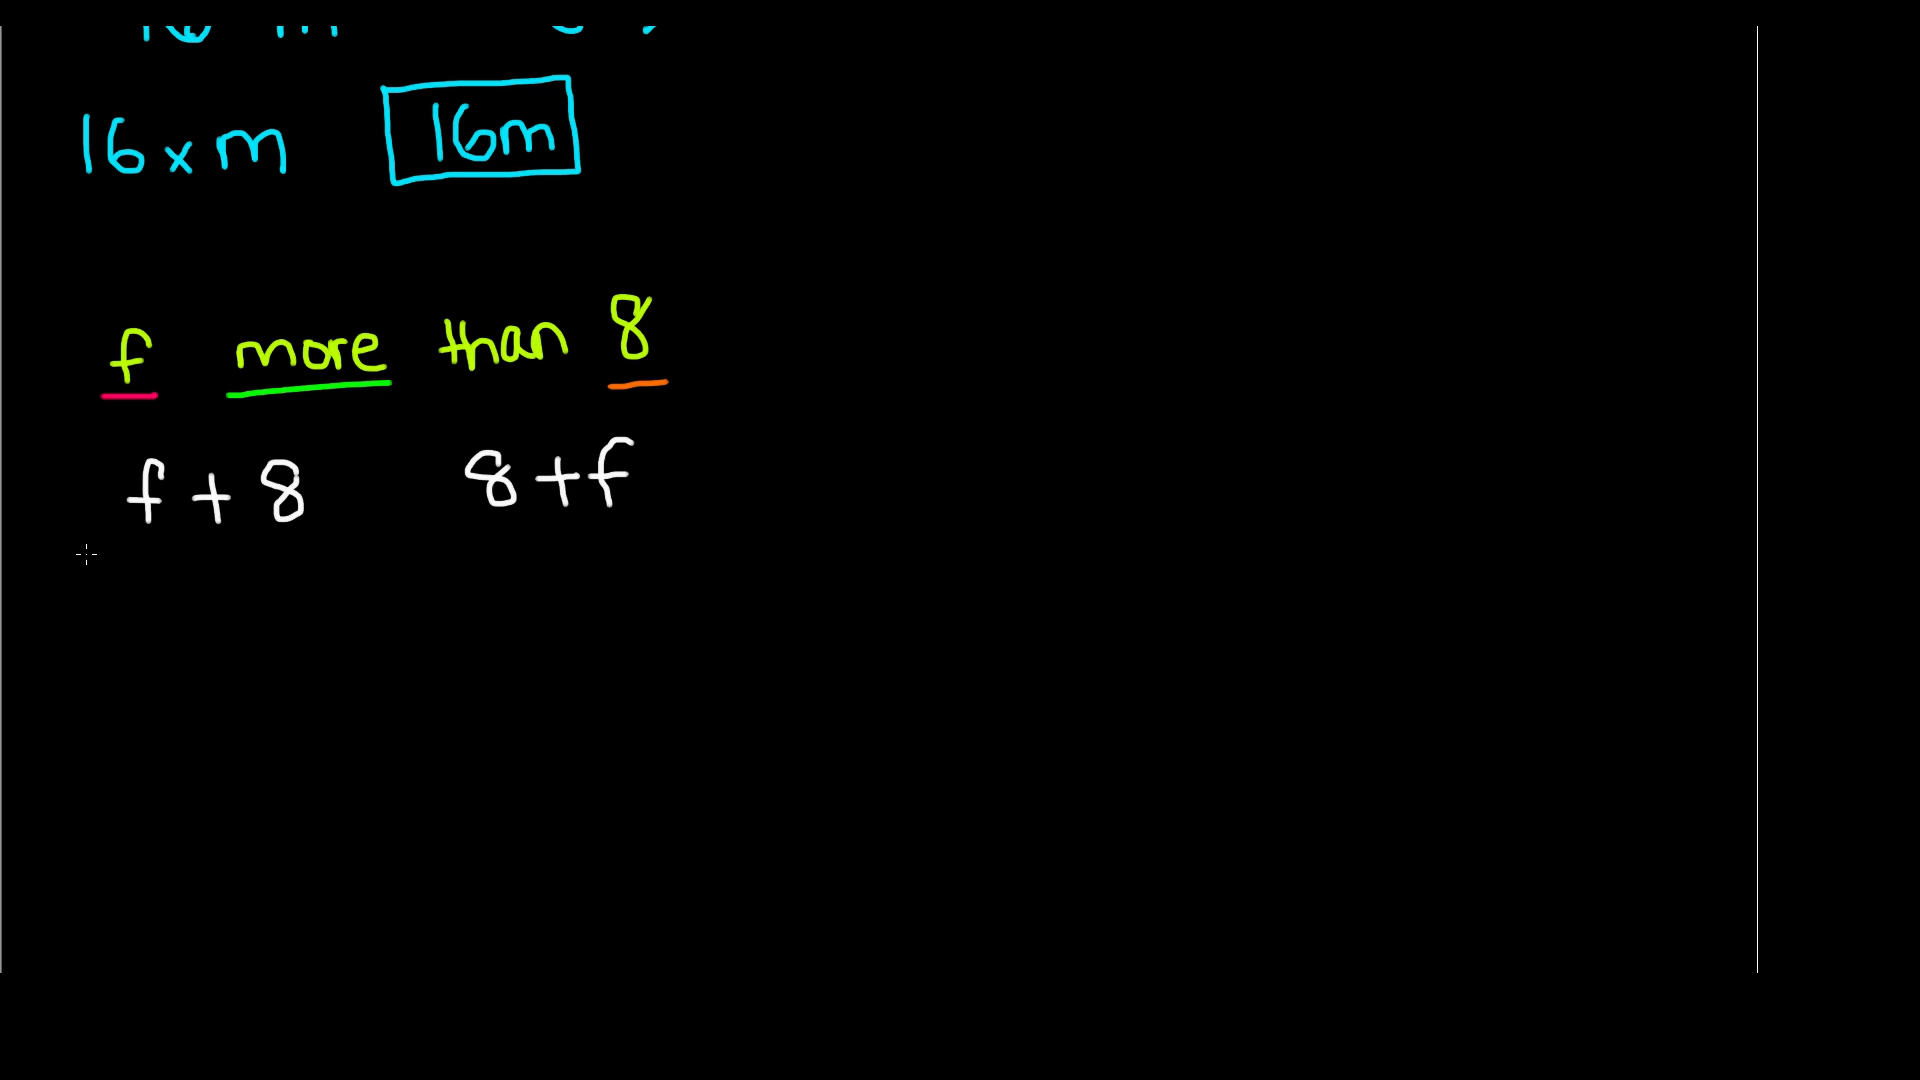 16 x m 16m
f more than 8
f + 8 8 + f